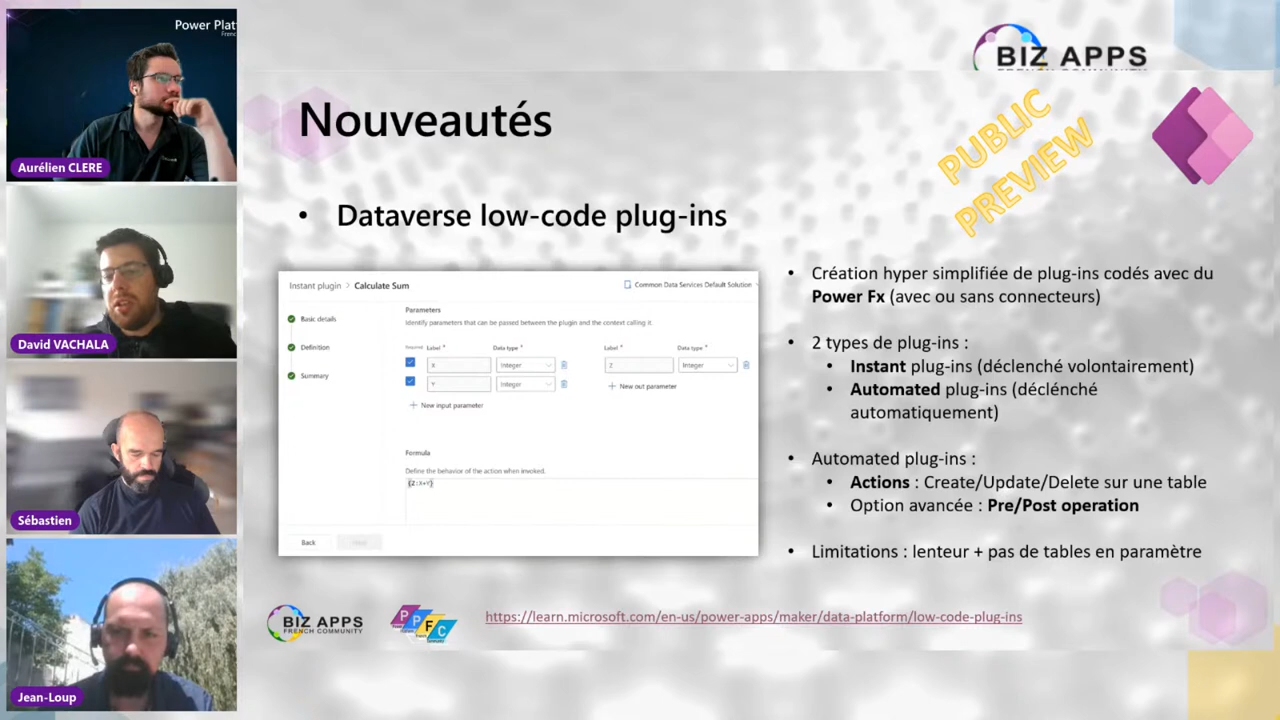 Power Plat
Frenc
Aurélien CLERE
David VACHALA
Sébastien
Jean-Loup
BIZ APPS
FRENCH COMMUNITY
Nouveautés
PUBLIC
PREVIEW
• Dataverse low-code plug-ins
Instant plugin > Calculate Sum
Common Data Services Default Solution
Basic details
Definition
Summary
Parameters
Identify parameters that can be passed between the plugin and the context calling it.
Required Label * Data type * Label * Data type *
X Integer Z Integer
Y Integer
+ New out parameter
+ New input parameter
Formula
Define the behavior of the action when invoked.
{Z:X+Y}
Back
• Création hyper simplifiée de plug-ins codés avec du
Power Fx (avec ou sans connecteurs)
• 2 types de plug-ins :
• Instant plug-ins (déclenché volontairement)
• Automated plug-ins (déclénché
automatiquement)
• Automated plug-ins :
• Actions : Create/Update/Delete sur une table
• Option avancée : Pre/Post operation
• Limitations : lenteur + pas de tables en paramètre
BIZ APPS
FRENCH COMMUNITY
P P F C
https://learn.microsoft.com/en-us/power-apps/maker/data-platform/low-code-plug-ins